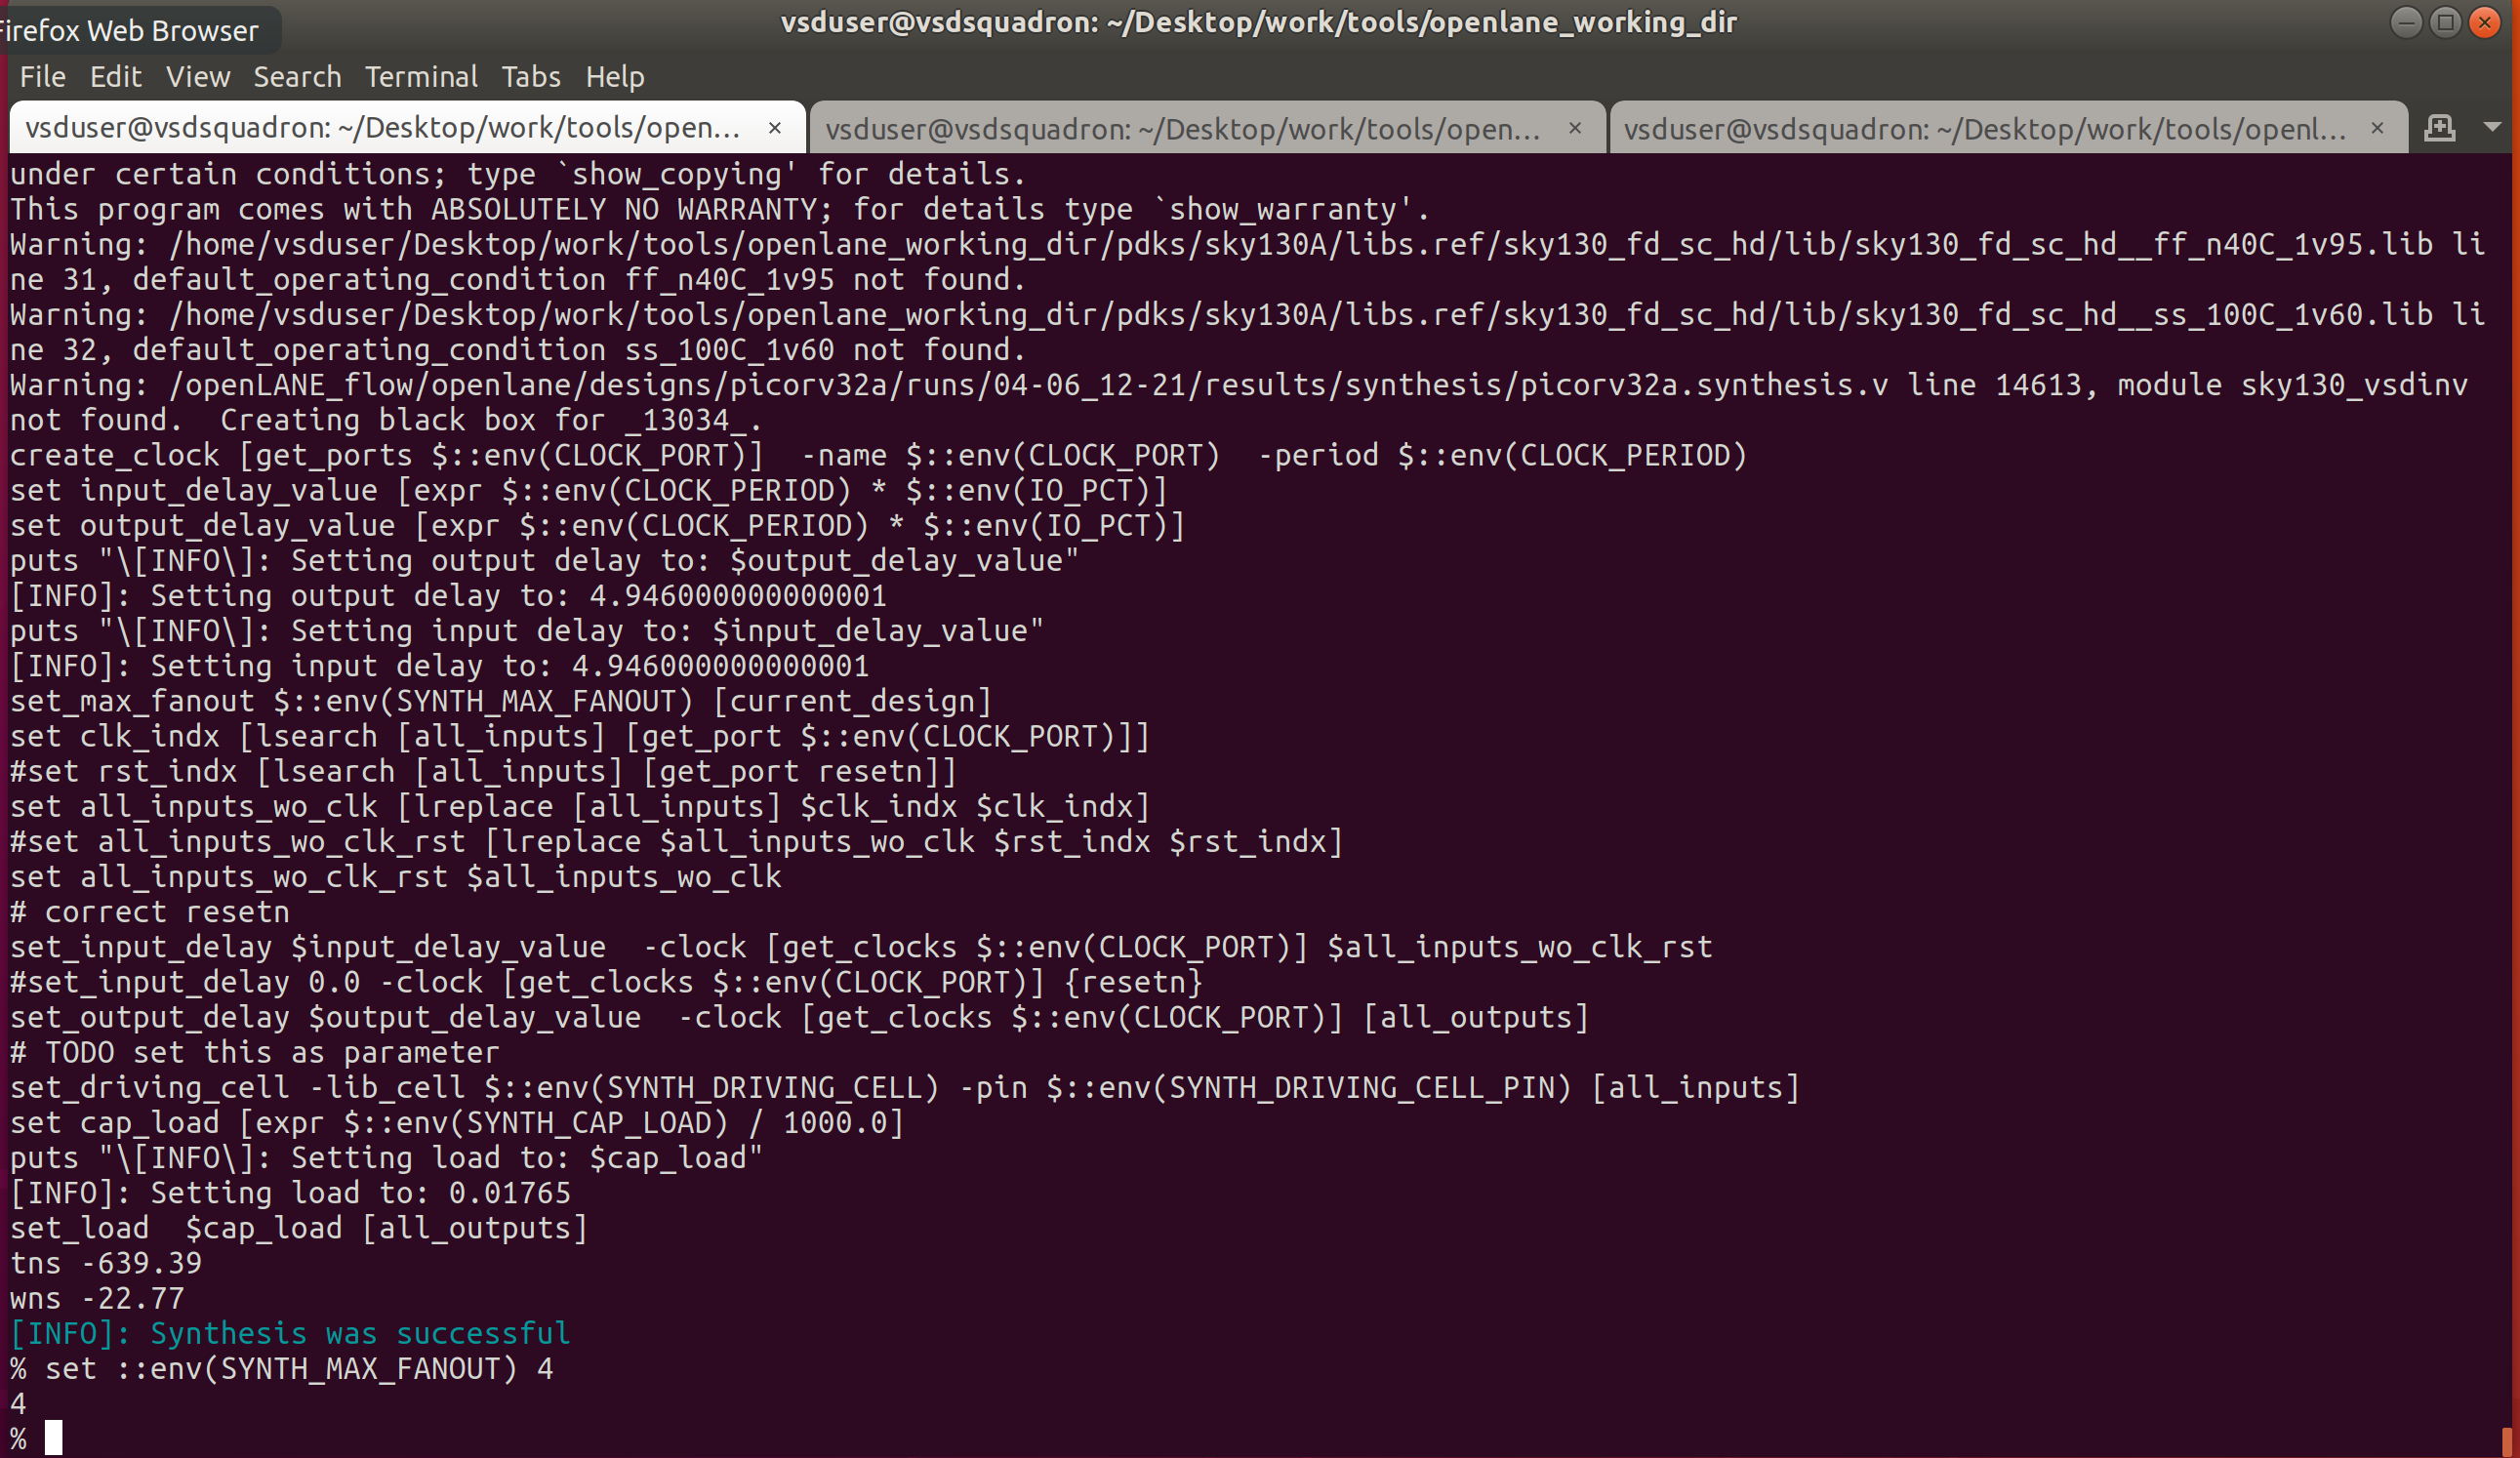 Firefox Web Browser
vsduser@vsdsquadron: ~/Desktop/work/tools/openlane_working_dir
File Edit View Search Terminal Tabs Help
vsduser@vsdsquadron: ~/Desktop/work/tools/open... × vsduser@vsdsquadron: ~/Desktop/work/tools/open... × vsduser@vsdsquadron: ~/Desktop/work/tools/openl... ×
under certain conditions; type `show_copying' for details.
This program comes with ABSOLUTELY NO WARRANTY; for details type `show_warranty'.
Warning: /home/vsduser/Desktop/work/tools/openlane_working_dir/pdks/sky130A/libs.ref/sky130_fd_sc_hd/lib/sky130_fd_sc_hd__ff_n40C_1v95.lib li
ne 31, default_operating_condition ff_n40C_1v95 not found.
Warning: /home/vsduser/Desktop/work/tools/openlane_working_dir/pdks/sky130A/libs.ref/sky130_fd_sc_hd/lib/sky130_fd_sc_hd__ss_100C_1v60.lib li
ne 32, default_operating_condition ss_100C_1v60 not found.
Warning: /openLANE_flow/openlane/designs/picorv32a/runs/04-06_12-21/results/synthesis/picorv32a.synthesis.v line 14613, module sky130_vsdinv
not found.  Creating black box for _13034_.
create_clock [get_ports $::env(CLOCK_PORT)]  -name $::env(CLOCK_PORT)  -period $::env(CLOCK_PERIOD)
set input_delay_value [expr $::env(CLOCK_PERIOD) * $::env(IO_PCT)]
set output_delay_value [expr $::env(CLOCK_PERIOD) * $::env(IO_PCT)]
puts "\[INFO\]: Setting output delay to: $output_delay_value"
[INFO]: Setting output delay to: 4.946000000000001
puts "\[INFO\]: Setting input delay to: $input_delay_value"
[INFO]: Setting input delay to: 4.946000000000001
set_max_fanout $::env(SYNTH_MAX_FANOUT) [current_design]
set clk_indx [lsearch [all_inputs] [get_port $::env(CLOCK_PORT)]]
#set rst_indx [lsearch [all_inputs] [get_port resetn]]
set all_inputs_wo_clk [lreplace [all_inputs] $clk_indx $clk_indx]
#set all_inputs_wo_clk_rst [lreplace $all_inputs_wo_clk $rst_indx $rst_indx]
set all_inputs_wo_clk_rst $all_inputs_wo_clk
# correct resetn
set_input_delay $input_delay_value  -clock [get_clocks $::env(CLOCK_PORT)] $all_inputs_wo_clk_rst
#set_input_delay 0.0 -clock [get_clocks $::env(CLOCK_PORT)] {resetn}
set_output_delay $output_delay_value  -clock [get_clocks $::env(CLOCK_PORT)] [all_outputs]
# TODO set this as parameter
set_driving_cell -lib_cell $::env(SYNTH_DRIVING_CELL) -pin $::env(SYNTH_DRIVING_CELL_PIN) [all_inputs]
set cap_load [expr $::env(SYNTH_CAP_LOAD) / 1000.0]
puts "\[INFO\]: Setting load to: $cap_load"
[INFO]: Setting load to: 0.01765
set_load  $cap_load [all_outputs]
tns -639.39
wns -22.77
[INFO]: Synthesis was successful
% set ::env(SYNTH_MAX_FANOUT) 4
4
%